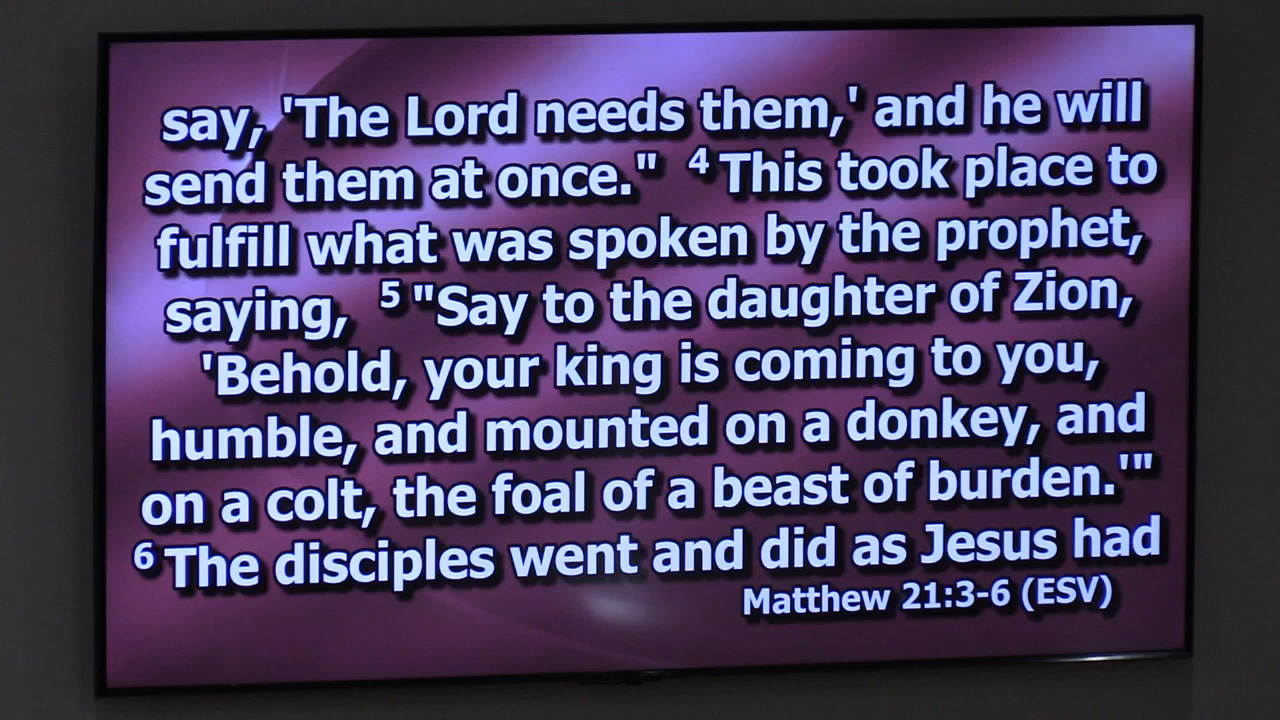 say, 'The Lord needs them,' and he will
send them at once." 4 This took place to
fulfill what was spoken by the prophet,
saying, 5 "Say to the daughter of Zion,
'Behold, your king is coming to you,
humble, and mounted on a donkey, and
on a colt, the foal of a beast of burden.'"
6 The disciples went and did as Jesus had
Matthew 21:3-6 (ESV)